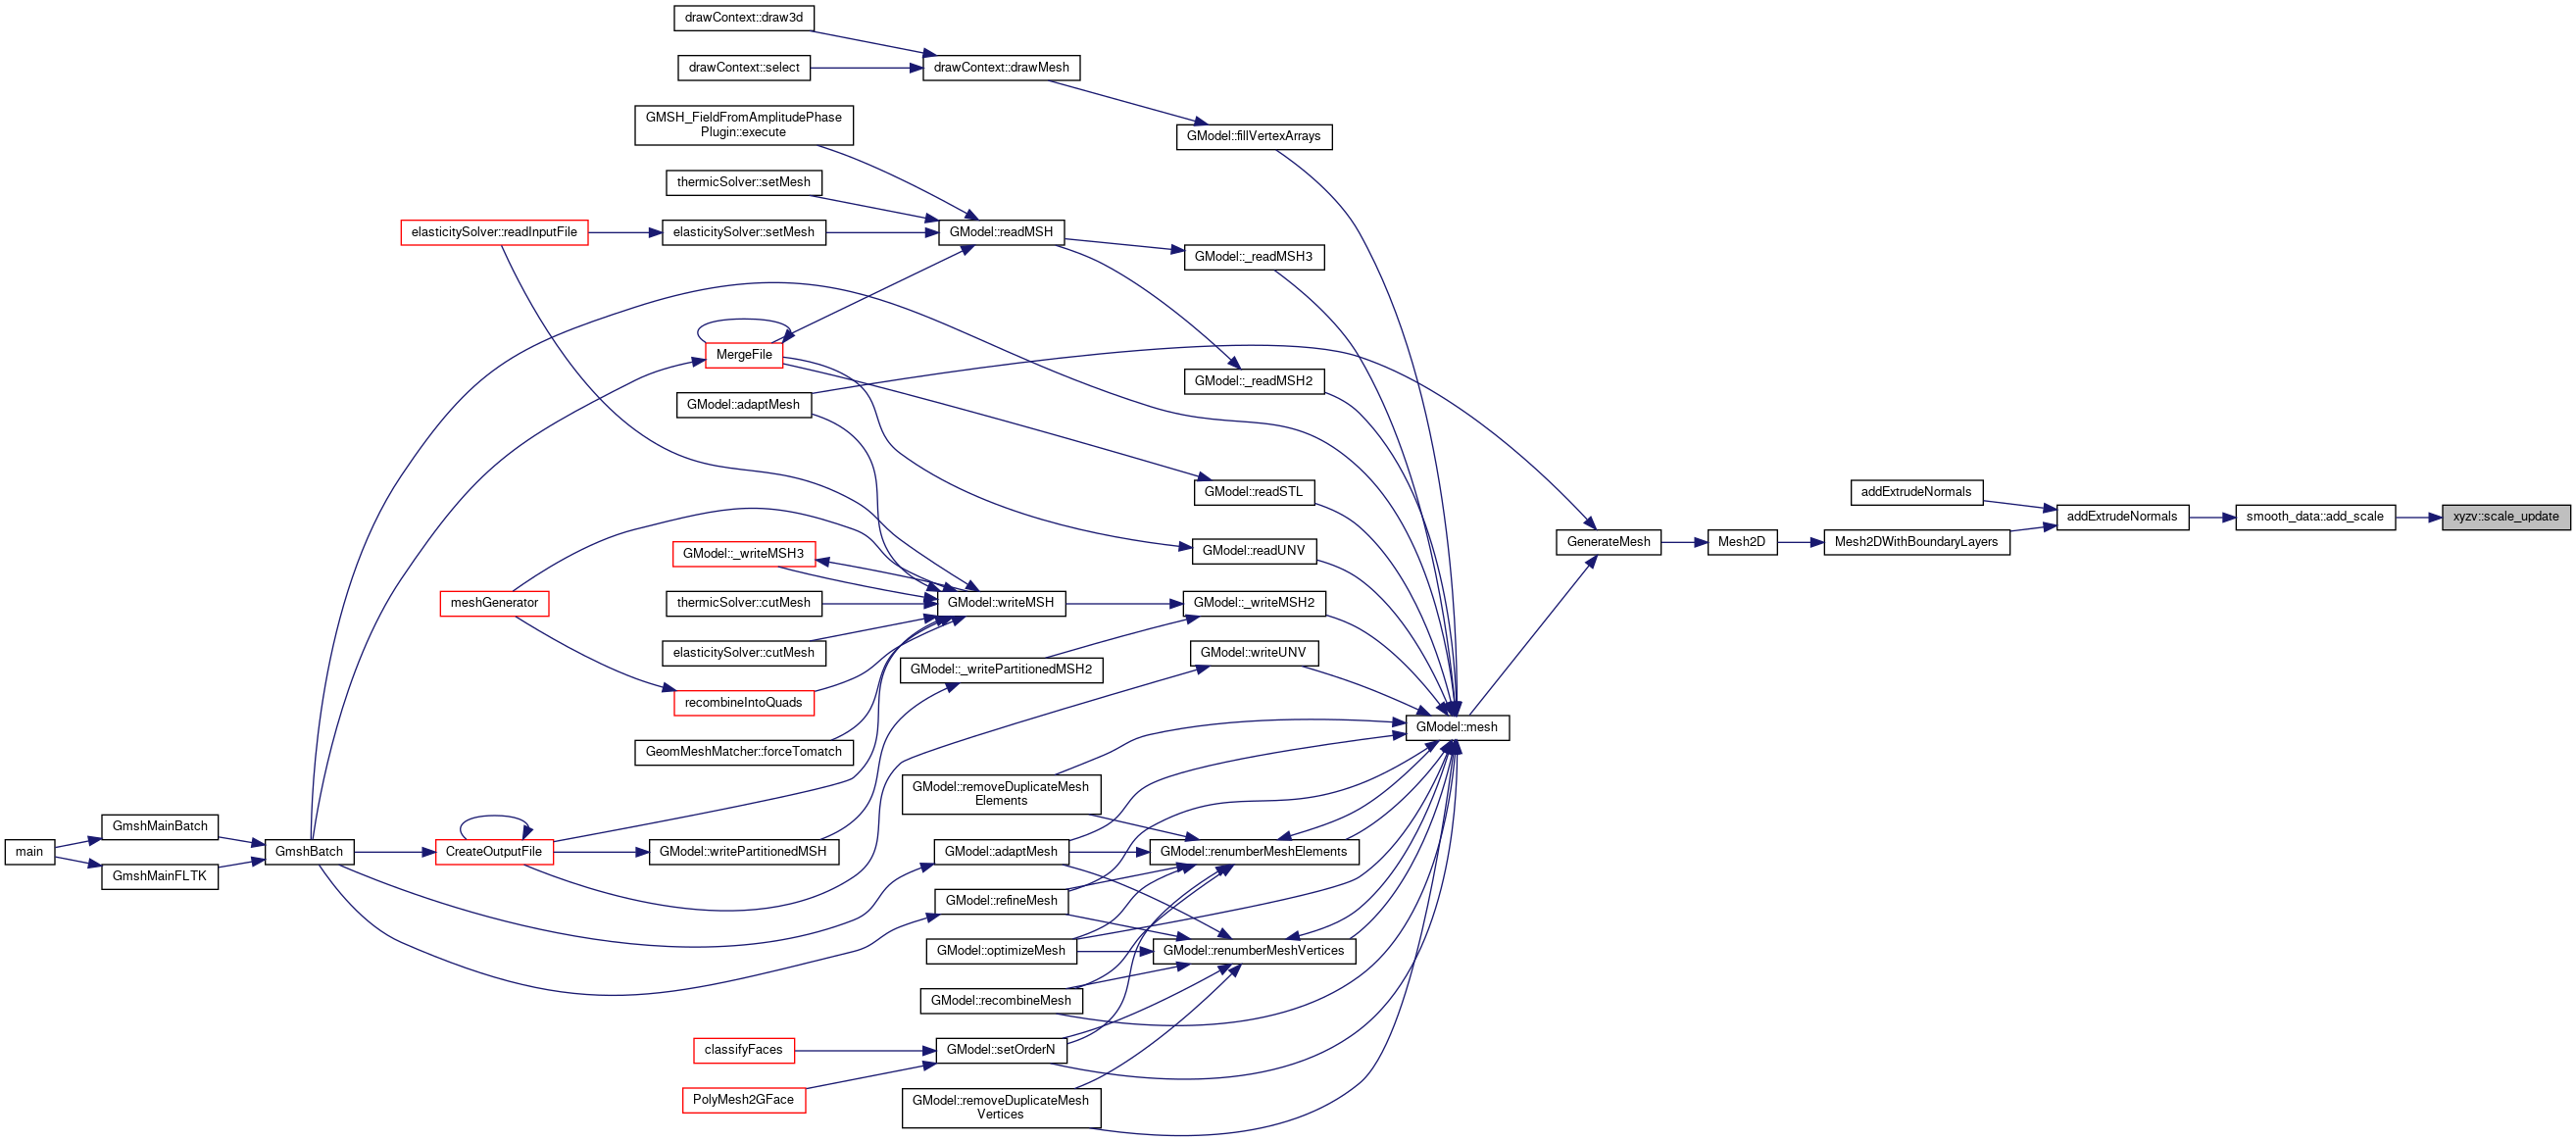 drawContext::draw3d
drawContext::select
drawContext::drawMesh
GMSH_FieldFromAmplitudePhase
Plugin::execute
GModel::fillVertexArrays
thermicSolver::setMesh
elasticitySolver::readInputFile
elasticitySolver::setMesh
GModel::readMSH
GModel::_readMSH3
MergeFile
GModel::_readMSH2
GModel::adaptMesh
GModel::readSTL
addExtrudeNormals
addExtrudeNormals
smooth_data::add_scale
xyzv::scale_update
GModel::_writeMSH3
GModel::readUNV
GenerateMesh
Mesh2D
Mesh2DWithBoundaryLayers
meshGenerator
thermicSolver::cutMesh
GModel::writeMSH
GModel::_writeMSH2
elasticitySolver::cutMesh
GModel::_writePartitionedMSH2
GModel::writeUNV
recombineIntoQuads
GModel::mesh
GeomMeshMatcher::forceTomatch
GModel::removeDuplicateMesh
Elements
main
GmshMainBatch
GmshMainFLTK
GmshBatch
CreateOutputFile
GModel::writePartitionedMSH
GModel::adaptMesh
GModel::renumberMeshElements
GModel::refineMesh
GModel::optimizeMesh
GModel::renumberMeshVertices
GModel::recombineMesh
classifyFaces
GModel::setOrderN
PolyMesh2GFace
GModel::removeDuplicateMesh
Vertices